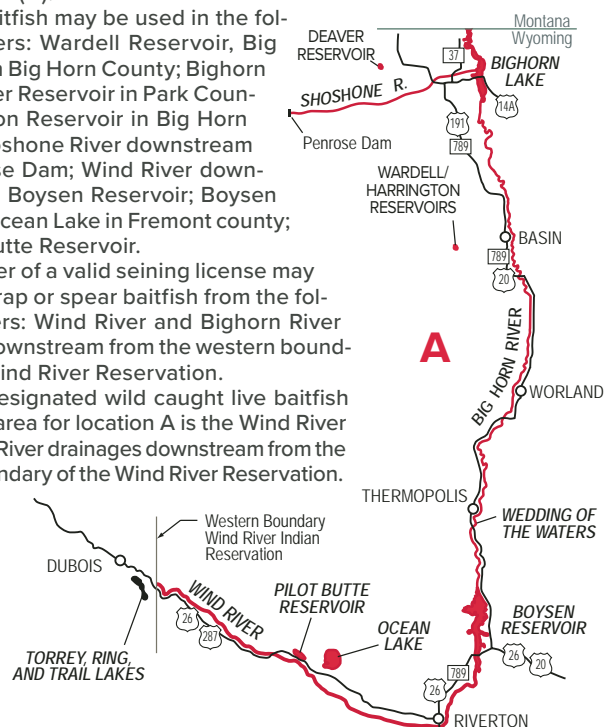 aitfish may be used in the fol-
ers: Wardell Reservoir, Big
Big Horn County; Bighorn
er Reservoir in Park Coun-
on Reservoir in Big Horn
oshone River downstream
se Dam; Wind River down-
Boysen Reservoir; Boysen
cean Lake in Fremont county;
utte Reservoir.
er of a valid seining license may
rap or spear baitfish from the fol-
ers: Wind River and Bighorn River
ownstream from the western bound-
ind River Reservation.
esignated wild caught live baitfish
area for location A is the Wind River
River drainages downstream from the
ndary of the Wind River Reservation.
Montana
Wyoming
DEAVER
RESERVOIR
37
BIGHORN
LAKE
SHOSHONE R.
14A
Penrose Dam
191
789
WARDELL/
HARRINGTON
RESERVOIRS
BASIN
789
20
A
BIG HORN RIVER
WORLAND
THERMOPOLIS
WEDDING OF
THE WATERS
Western Boundary
Wind River Indian
Reservation
DUBOIS
WIND RIVER
26
287
PILOT BUTTE
RESERVOIR
OCEAN
LAKE
BOYSEN
RESERVOIR
TORREY, RING,
AND TRAIL LAKES
789
26
20
26
RIVERTON